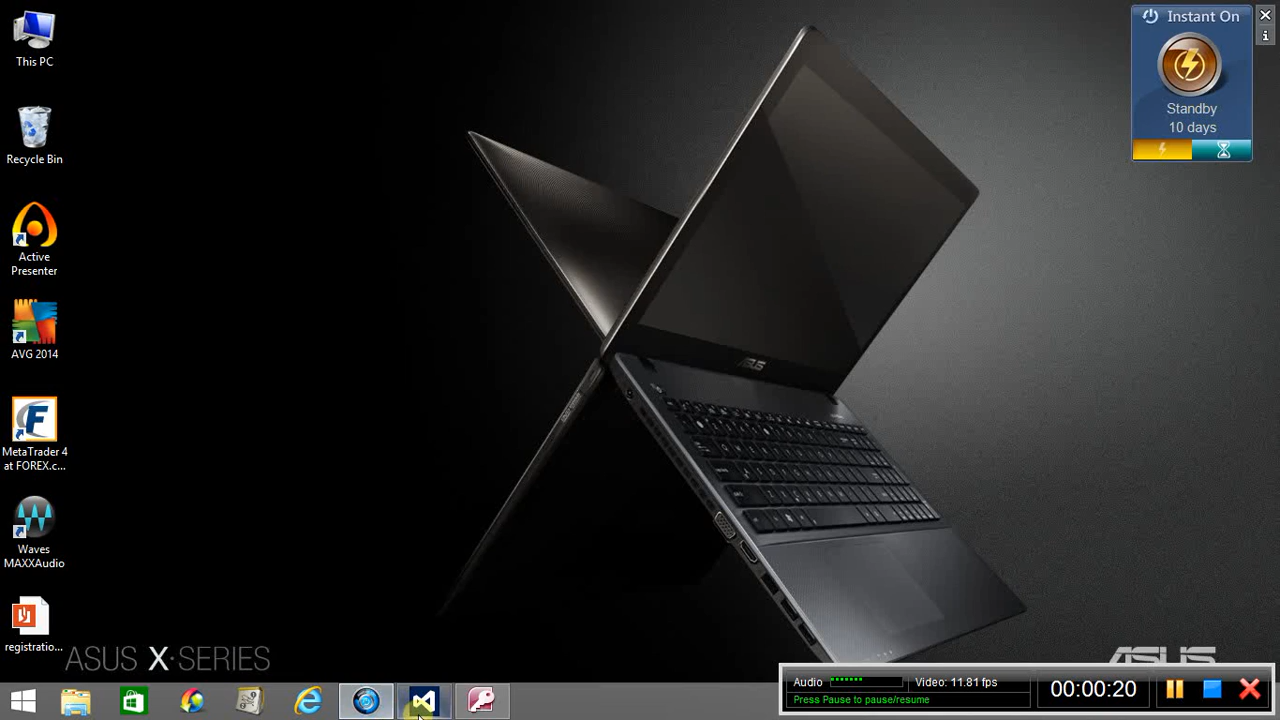 This PC
Recycle Bin
Active
Presenter
AVG 2014
MetaTrader 4
at FOREX.c...
Waves
MAXXAudio
registratio...
ASUS X-SERIES
ASUS
ASUS
Instant On
Standby
10 days
Audio
Video: 11.81 fps
Press Pause to pause/resume
00:00:20